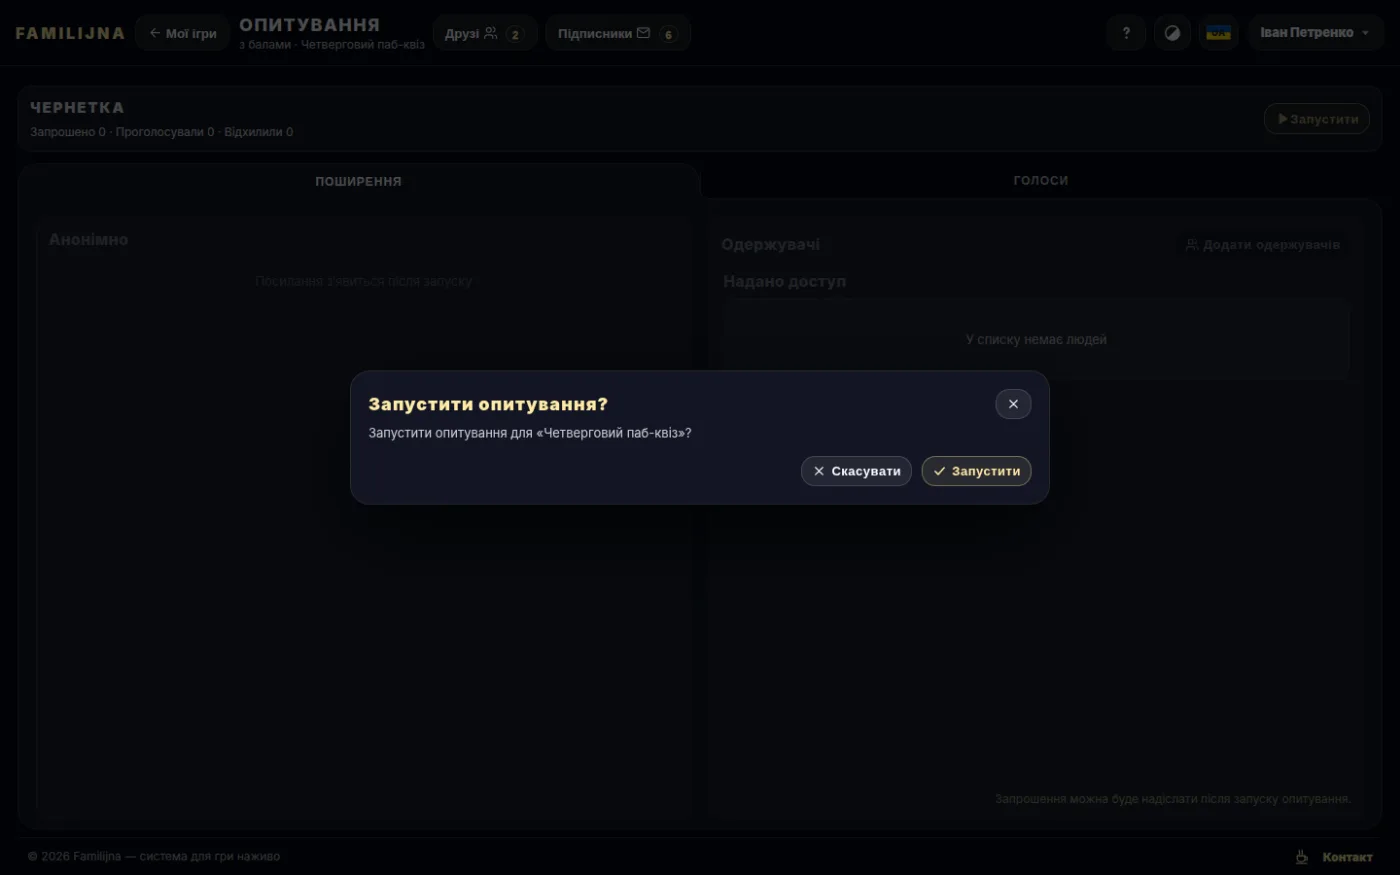 FAMILIJNA
← Мої ігри
ОПИТУВАННЯ
з балами · Четверговий паб-квіз
Друзі 2
Підписники 6
?
Іван Петренко
ЧЕРНЕТКА
Запрошено 0 · Проголосували 0 · Відхилили 0
Запустити
ПОШИРЕННЯ
ГОЛОСИ
Анонімно
Посилання з'явиться після запуску
Одержувачі
Додати одержувачів
Надано доступ
У списку немає людей
Запустити опитування?
Запустити опитування для «Четверговий паб-квіз»?
Скасувати
Запустити
Запрошення можна буде надіслати після запуску опитування.
© 2026 Familijna — система для гри наживо
Контакт